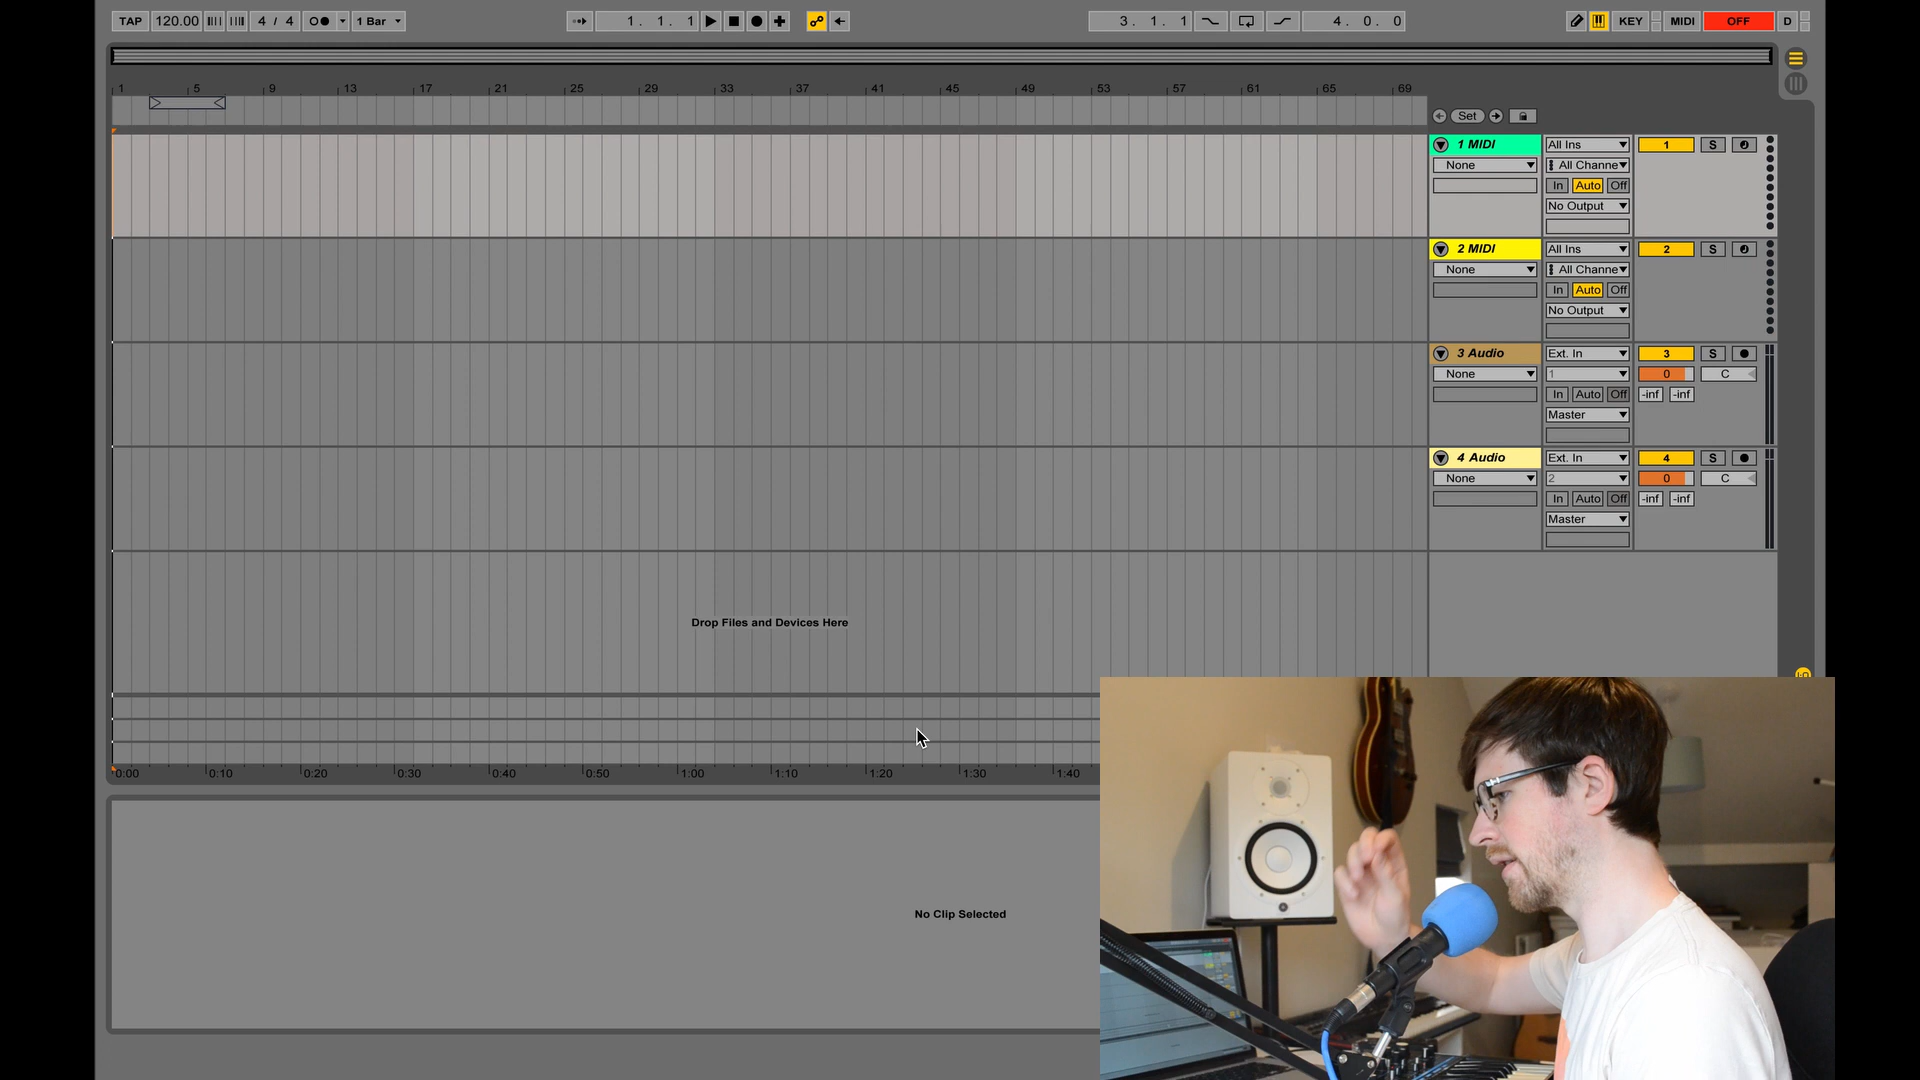 TAP 120.00 4 / 4 1 Bar 1. 1. 1 3. 1. 1 4. 0. 0 KEY MIDI OFF D
1 5 9 13 17 21 25 29 33 37 41 45 49 53 57 61 65 69
Set
1 MIDI All Ins 1 S
None All Channe
In Auto Off
No Output
2 MIDI All Ins 2 S
None All Channe
In Auto Off
No Output
3 Audio Ext. In 3 S
None 1 0 C
In Auto Off -inf -inf
Master
4 Audio Ext. In 4 S
None 2 0 C
In Auto Off -inf -inf
Master
Drop Files and Devices Here
0:00 0:10 0:20 0:30 0:40 0:50 1:00 1:10 1:20 1:30 1:40
No Clip Selected